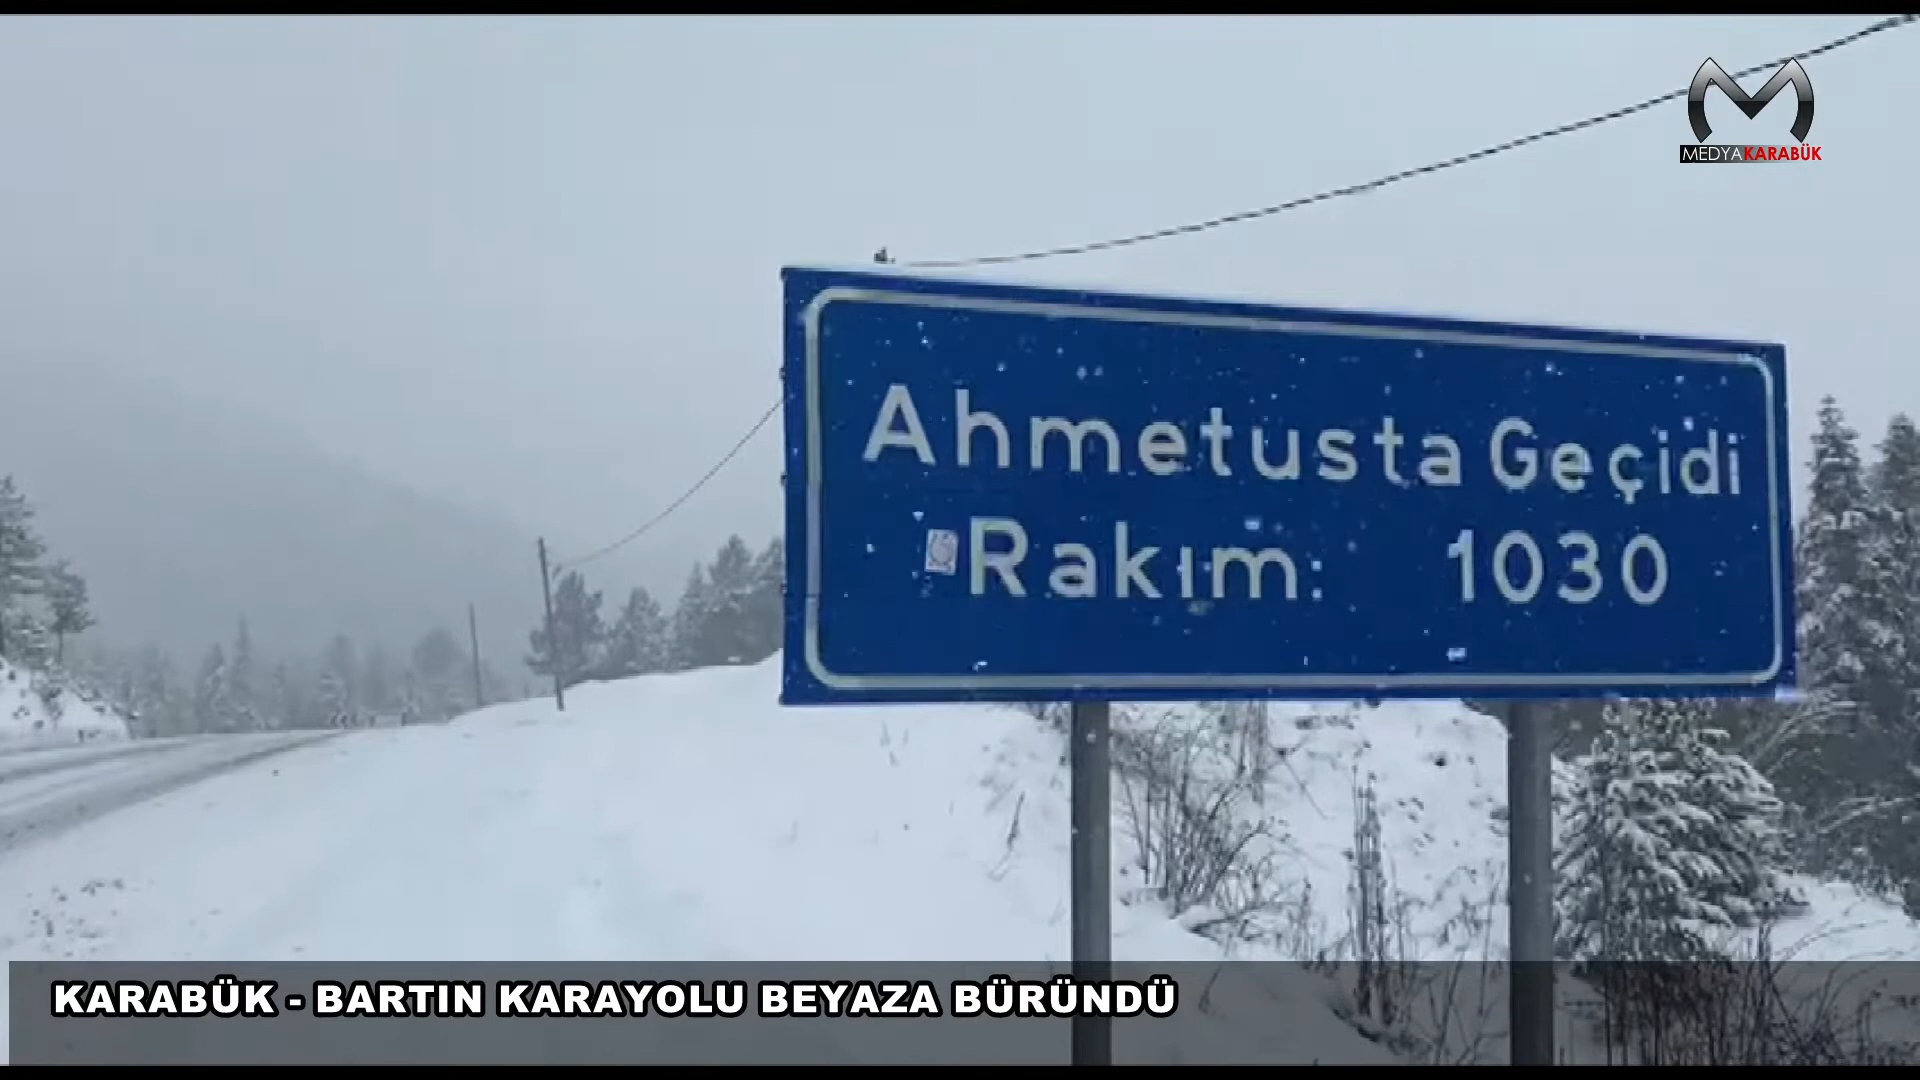 MEDYAKARABÜK
Ahmetusta Geçidi
Rakım: 1030
KARABÜK - BARTIN KARAYOLU BEYAZA BÜRÜNDÜ